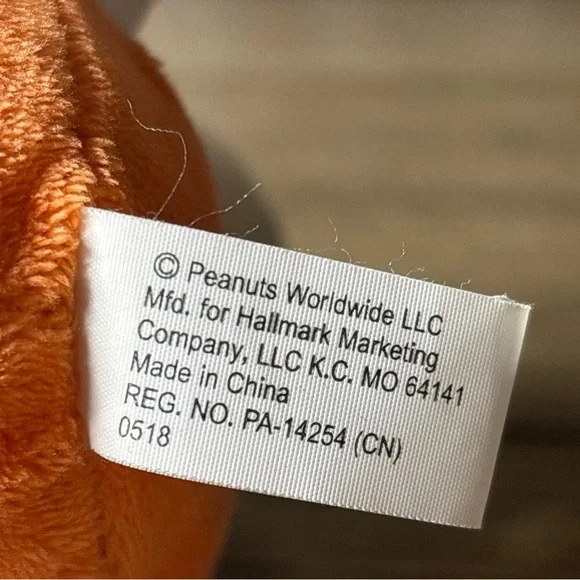 © Peanuts Worldwide LLC
Mfd. for Hallmark Marketing
Company, LLC K.C. MO 64141
Made in China
REG. NO. PA-14254 (CN)
0518